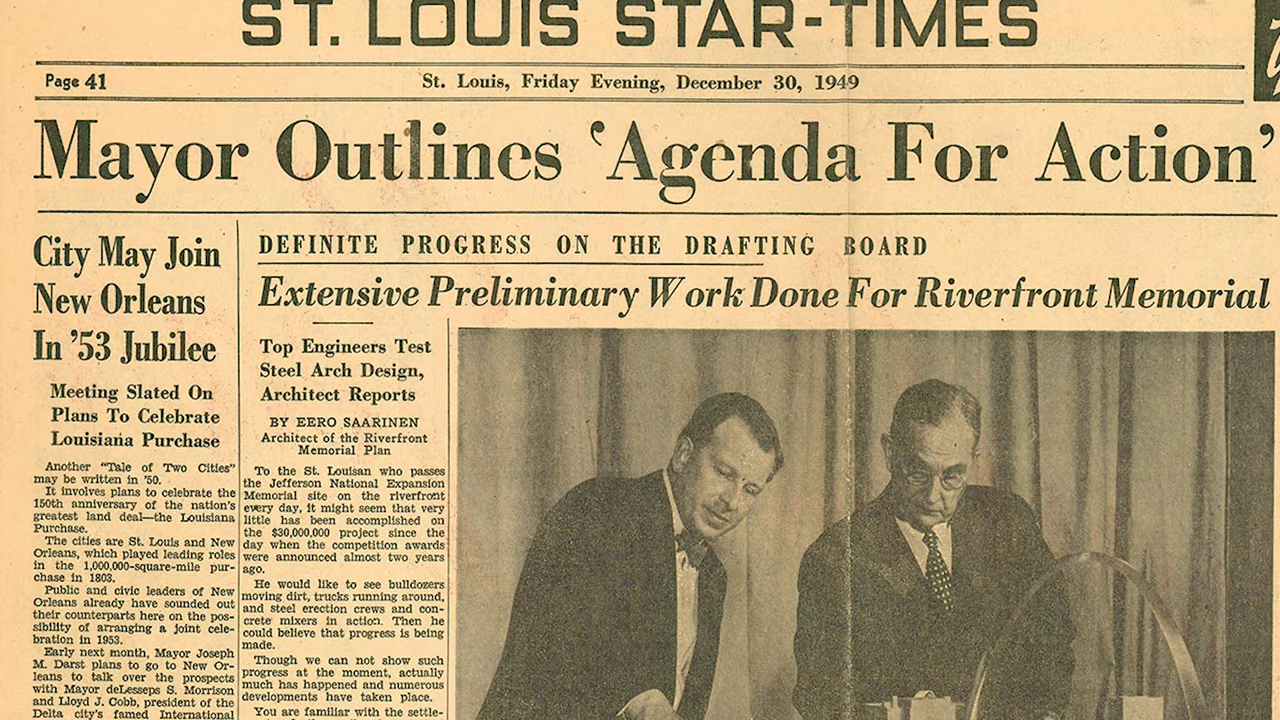 ST. LOUIS STAR-TIMES
Page 41
St. Louis, Friday Evening, December 30, 1949
Mayor Outlines 'Agenda For Action'
City May Join
New Orleans
In '53 Jubilee
Meeting Slated On
Plans To Celebrate
Louisiana Purchase
Another "Tale of Two Cities"
may be written in '50.
It involves plans to celebrate the
150th anniversary of the nation's
greatest land deal—the Louisiana
Purchase.
The cities are St. Louis and New
Orleans, which played leading roles
in the 1,000,000-square-mile pur-
chase in 1803.
Public and civic leaders of New
Orleans already have sounded out
their counterparts here on the pos-
sibility of arranging a joint cele-
bration in 1953.
Early next month, Mayor Joseph
M. Darst plans to go to New Or-
leans to talk over the prospects
with Mayor deLesseps S. Morrison
and Lloyd J. Cobb, president of the
Delta city's famed International
DEFINITE PROGRESS ON THE DRAFTING BOARD
Extensive Preliminary Work Done For Riverfront Memorial
Top Engineers Test
Steel Arch Design,
Architect Reports
BY EERO SAARINEN
Architect of the Riverfront
Memorial Plan
To the St. Louisan who passes
the Jefferson National Expansion
Memorial site on the riverfront
every day, it might seem that very
little has been accomplished on
the $30,000,000 project since the
day when the competition awards
were announced almost two years
ago.
He would like to see bulldozers
moving dirt, trucks running around,
and steel erection crews and con-
crete mixers in action. Then he
could believe that progress is being
made.
Though we can not show such
progress at the moment, actually
much has happened and numerous
developments have taken place.
You are familiar with the settle-